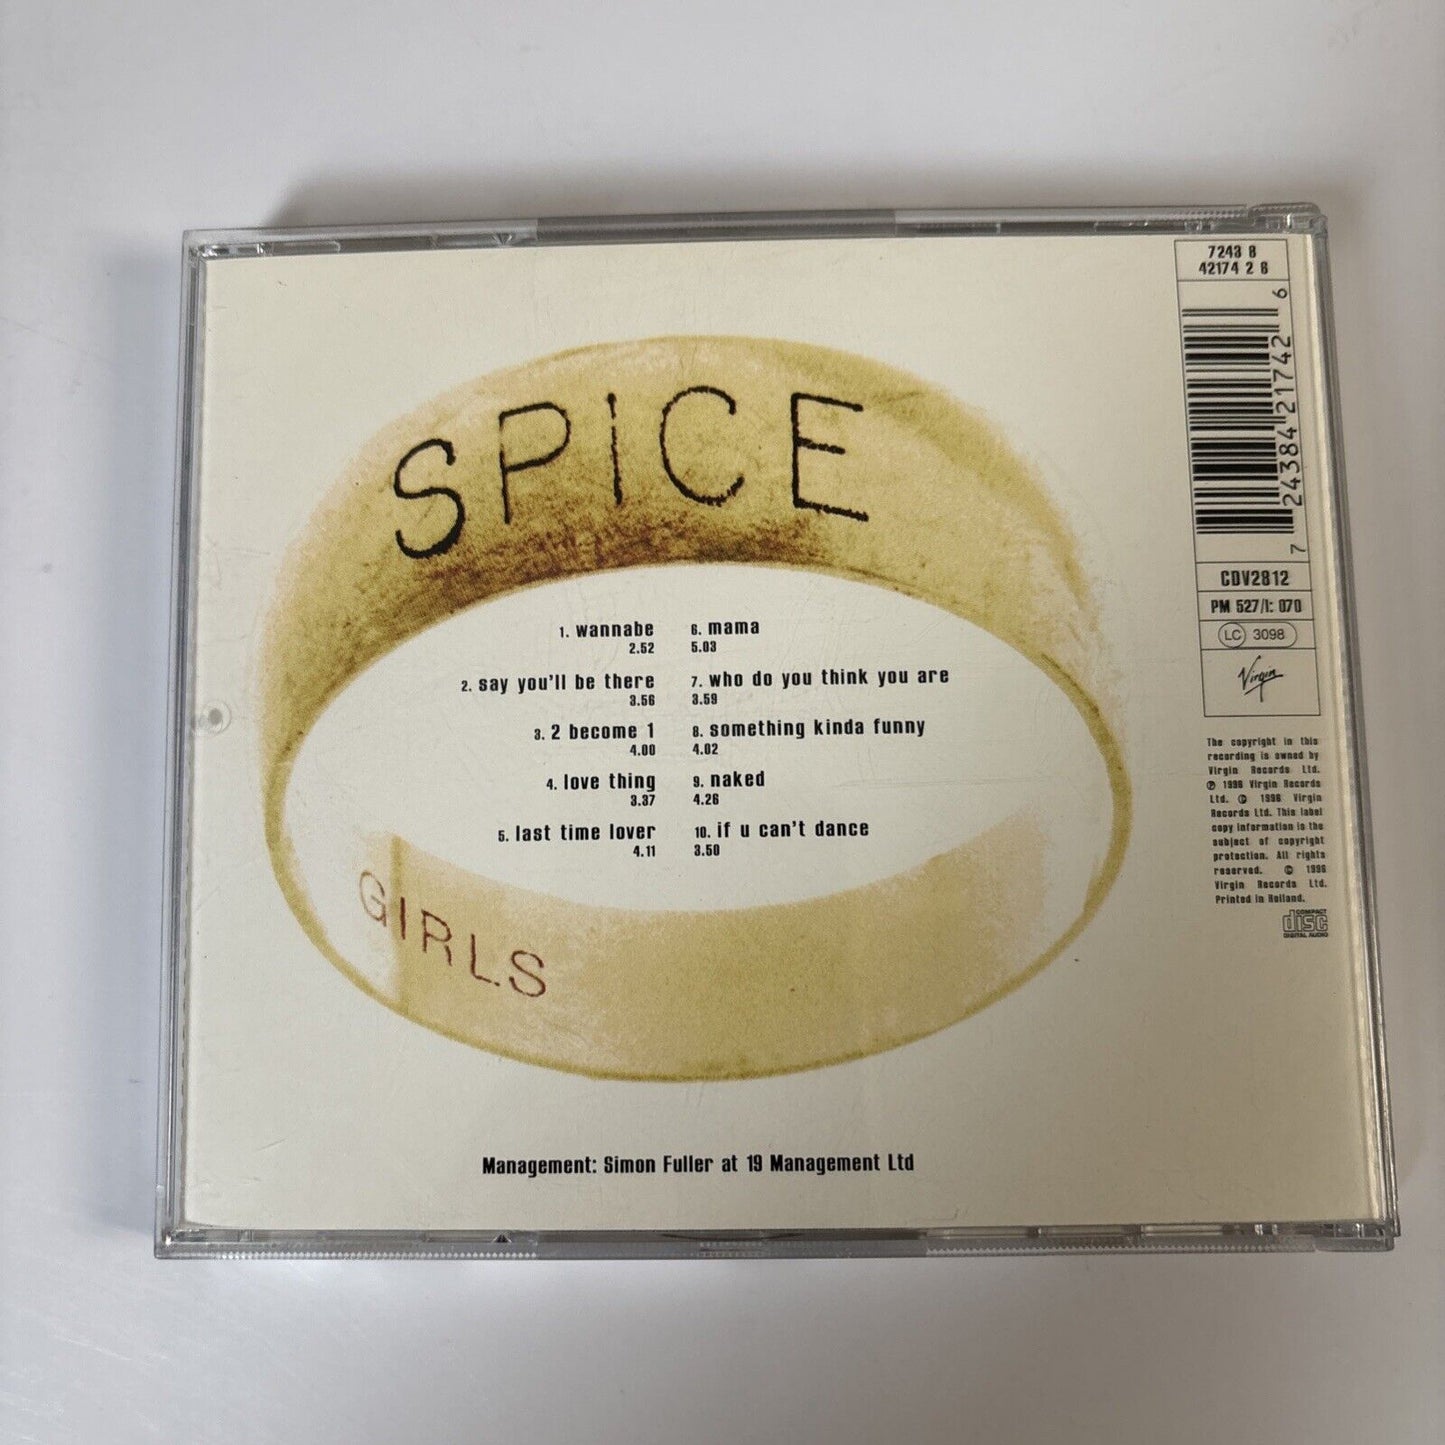 SPICE
1. wannabe
2.52
2. say you'll be there
3.56
3. 2 become 1
4.00
4. love thing
3.37
5. last time lover
4.11
6. mama
5.03
7. who do you think you are
3.59
8. something kinda funny
4.02
9. naked
4.26
10. if u can't dance
3.50
GIRLS
Management: Simon Fuller at 19 Management Ltd
7243 8
42174 2 6
7 24384 21742 6
CDV2812
PM 527/I: 070
LC 3098
Virgin
The copyright in this
recording is owned by
Virgin Records Ltd.
℗ 1996 Virgin Records
Ltd. © 1996 Virgin
Records Ltd. This label
copy information is the
subject of copyright
protection. All rights
reserved. © 1996
Virgin Records Ltd.
Printed in Holland.
COMPACT
disc
DIGITAL AUDIO